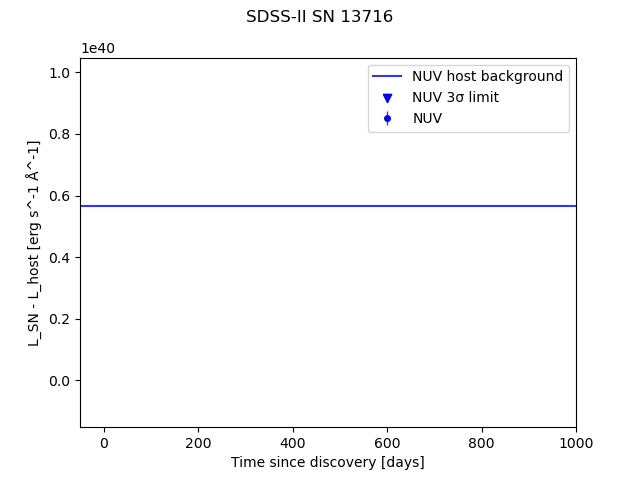 SDSS-II SN 13716
1e40
NUV host background
NUV 3σ limit
NUV
1.0
0.8
0.6
0.4
0.2
0.0
L_SN - L_host [erg s^-1 Å^-1]
0
200
400
600
800
1000
Time since discovery [days]